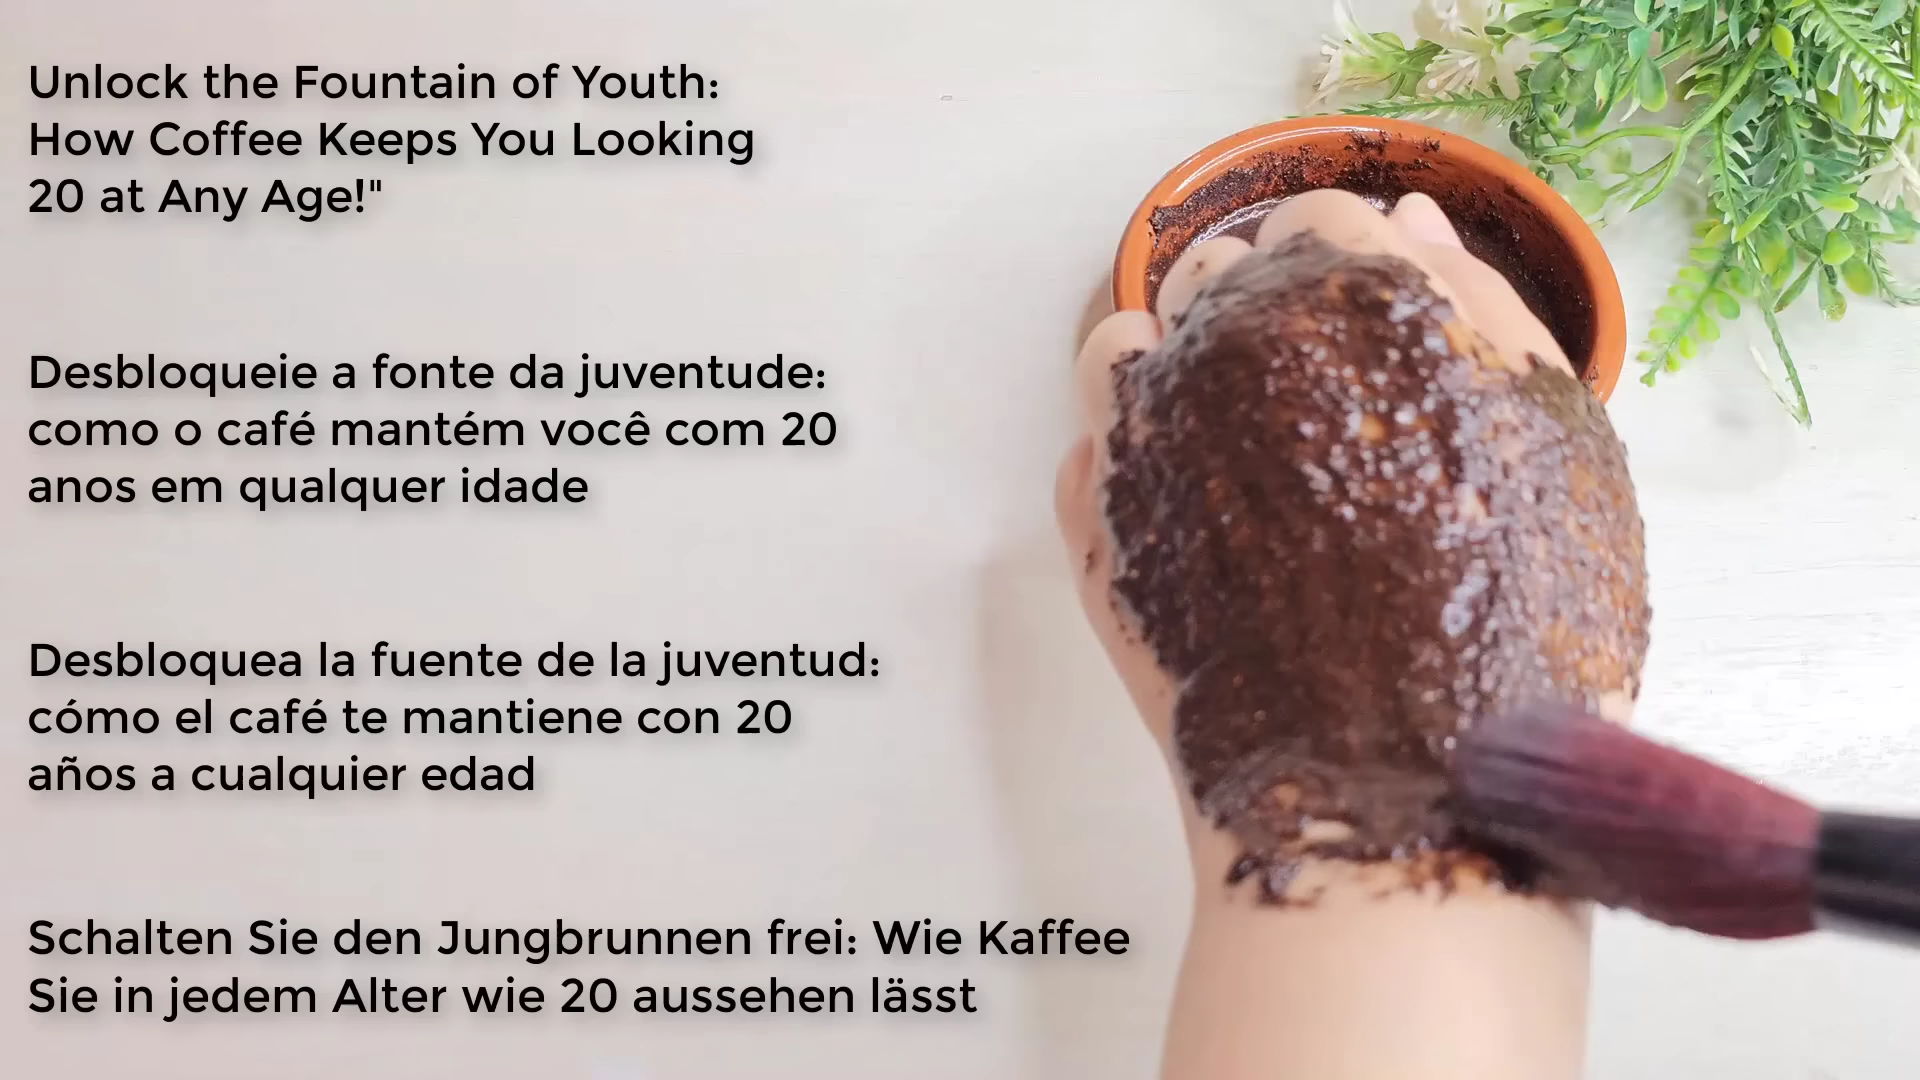 Unlock the Fountain of Youth:
How Coffee Keeps You Looking
20 at Any Age!"
Desbloqueie a fonte da juventude:
como o café mantém você com 20
anos em qualquer idade
Desbloquea la fuente de la juventud:
cómo el café te mantiene con 20
años a cualquier edad
Schalten Sie den Jungbrunnen frei: Wie Kaffee
Sie in jedem Alter wie 20 aussehen lässt